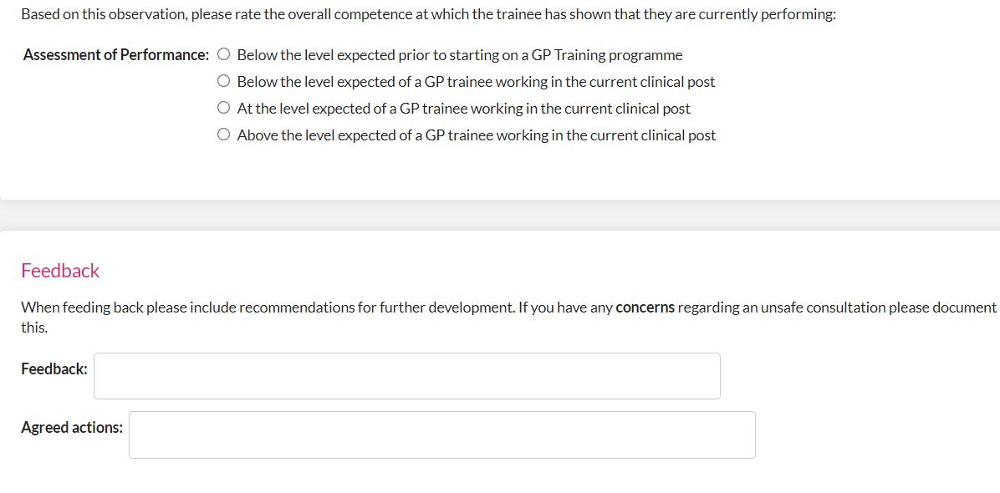 Based on this observation, please rate the overall competence at which the trainee has shown that they are currently performing:
Assessment of Performance: Below the level expected prior to starting on a GP Training programme
Below the level expected of a GP trainee working in the current clinical post
At the level expected of a GP trainee working in the current clinical post
Above the level expected of a GP trainee working in the current clinical post
Feedback
When feeding back please include recommendations for further development. If you have any concerns regarding an unsafe consultation please document
this.
Feedback:
Agreed actions: